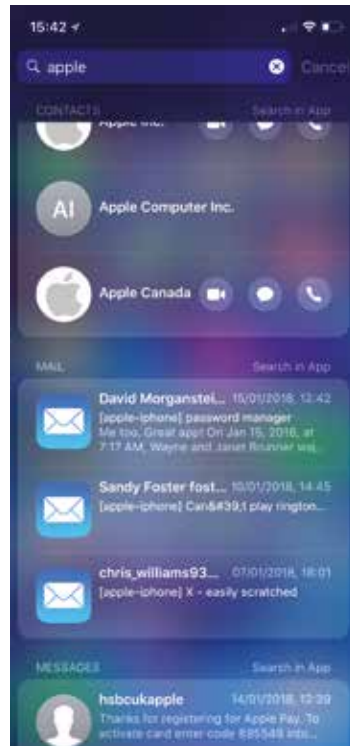 15:42
apple
Cancel
CONTACTS Search in App
Apple Inc.
AI Apple Computer Inc.
Apple Canada
MAIL Search in App
David Morganstei... 15/01/2018, 12:42
[apple-iphone] password manager
Me too, Great app! On Jan 15, 2018, at
7:17 AM, Wayne and Janet Brunner
Sandy Foster fost... 10/01/2018, 14:45
[apple-iphone] Can&#39;t play rington...
chris_williams93... 07/01/2018, 18:01
[apple-iphone] X - easily scratched
MESSAGES Search in App
hsbcukapple 14/01/2018, 12:39
Thanks for registering for Apple Pay. To
activate card enter code into...